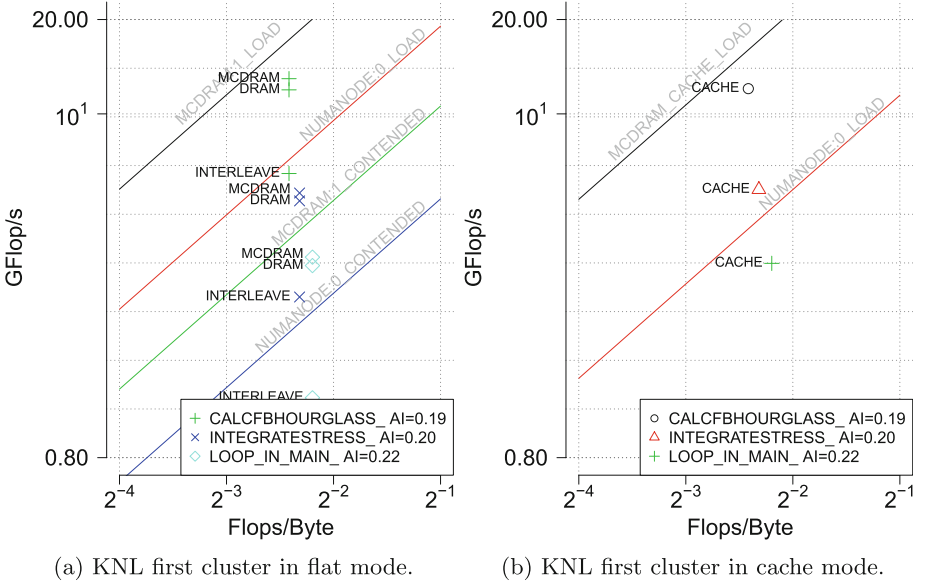 20.00
10¹
0.80
GFlop/s
MCDRAM:1_LOAD
NUMANODE:0_LOAD
MCDRAM:1_CONTENDED
NUMANODE:0_CONTENDED
MCDRAM
DRAM
INTERLEAVE
MCDRAM
DRAM
MCDRAM
DRAM
INTERLEAVE
INTERLEAVE
CALCFBHOURGLASS_ AI=0.19
INTEGRATESTRESS_ AI=0.20
LOOP_IN_MAIN_ AI=0.22
2⁻⁴ 2⁻³ 2⁻² 2⁻¹
Flops/Byte
(a) KNL first cluster in flat mode.
20.00
10¹
0.80
GFlop/s
MCDRAM_CACHE_LOAD
NUMANODE:0_LOAD
CACHE
CACHE
CACHE
CALCFBHOURGLASS_ AI=0.19
INTEGRATESTRESS_ AI=0.20
LOOP_IN_MAIN_ AI=0.22
2⁻⁴ 2⁻³ 2⁻² 2⁻¹
Flops/Byte
(b) KNL first cluster in cache mode.